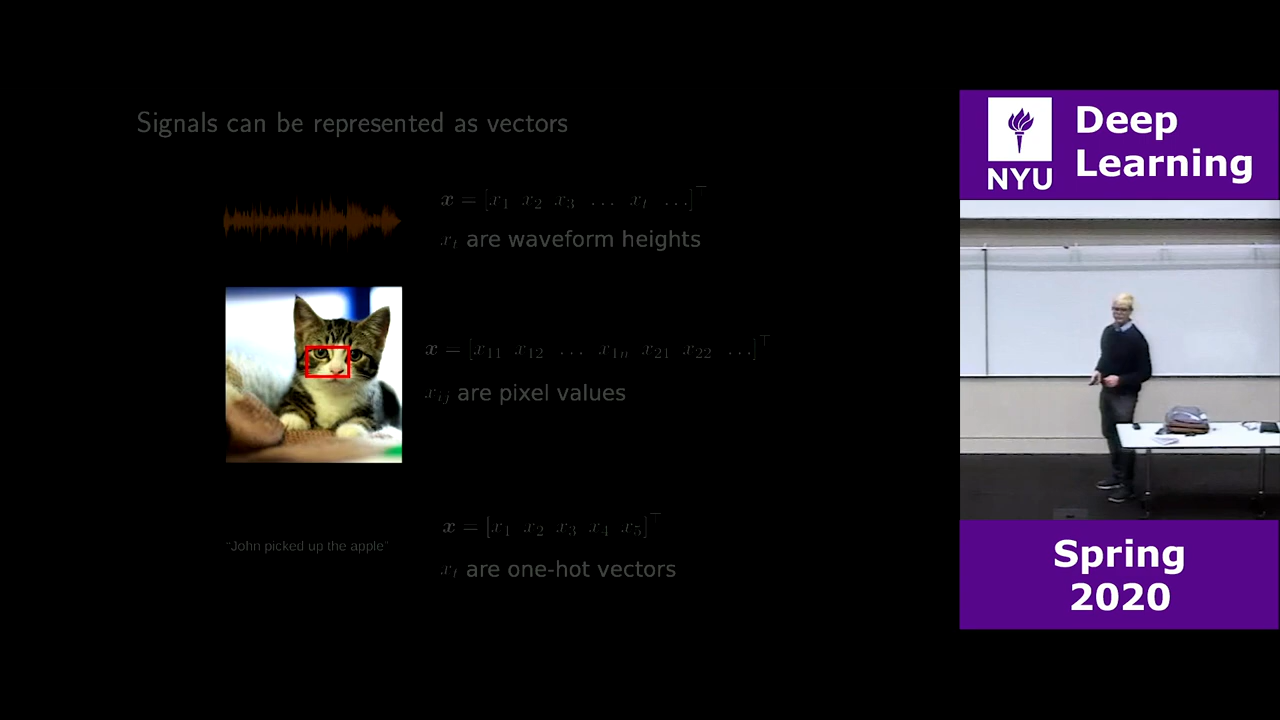 Signals can be represented as vectors
x = [x₁ x₂ x₃ … xₜ …]ᵀ
xₜ are waveform heights
x = [x₁₁ x₁₂ … x₁ₙ x₂₁ x₂₂ …]ᵀ
xᵢⱼ are pixel values
"John picked up the apple"
x = [x₁ x₂ x₃ x₄ x₅]ᵀ
xₜ are one-hot vectors
NYU
Deep
Learning
Spring
2020